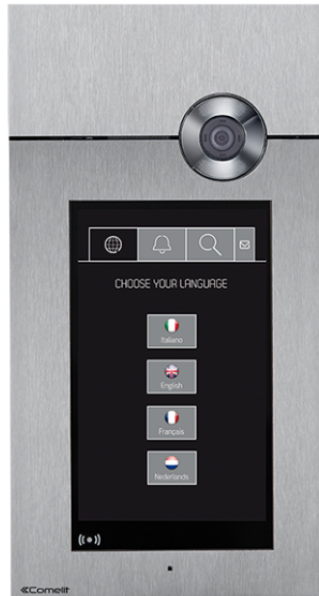 CHOOSE YOUR LANGUAGE
Italiano
English
Français
Nederlands
Comelit